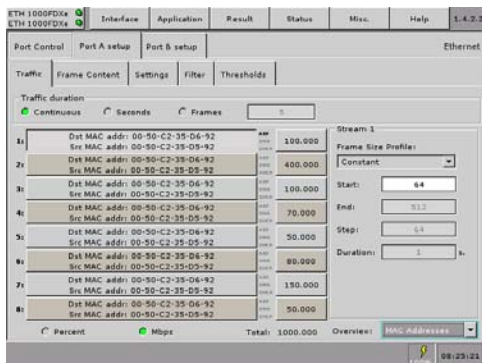 ETH 1000FDXe Interface Application Result Status Misc. Help 1.4.2.2
ETH 1000FDXe
Port Control Port A setup Port B setup Ethernet
Traffic Frame Content Settings Filter Thresholds
Traffic duration
Continuous Seconds Frames 5
Stream 1
1: Dst MAC addr: 00-50-C2-35-D6-92 100.000
Src MAC addr: 00-50-C2-35-D5-92
Frame Size Profile:
2: Dst MAC addr: 00-50-C2-35-D6-92 400.000
Src MAC addr: 00-50-C2-35-D5-92
Constant
3: Dst MAC addr: 00-50-C2-35-D6-92 100.000
Src MAC addr: 00-50-C2-35-D5-92
Start: 64
4: Dst MAC addr: 00-50-C2-35-D6-92 70.000
Src MAC addr: 00-50-C2-35-D5-92
End: 512
5: Dst MAC addr: 00-50-C2-35-D6-92 50.000
Src MAC addr: 00-50-C2-35-D5-92
Step: 64
6: Dst MAC addr: 00-50-C2-35-D6-92 80.000
Src MAC addr: 00-50-C2-35-D5-92
Duration: 1 s.
7: Dst MAC addr: 00-50-C2-35-D6-92 150.000
Src MAC addr: 00-50-C2-35-D5-92
8: Dst MAC addr: 00-50-C2-35-D6-92 50.000
Src MAC addr: 00-50-C2-35-D5-92
Percent Mbps Total: 1000.000 Overview: MAC Addresses
08:25:21